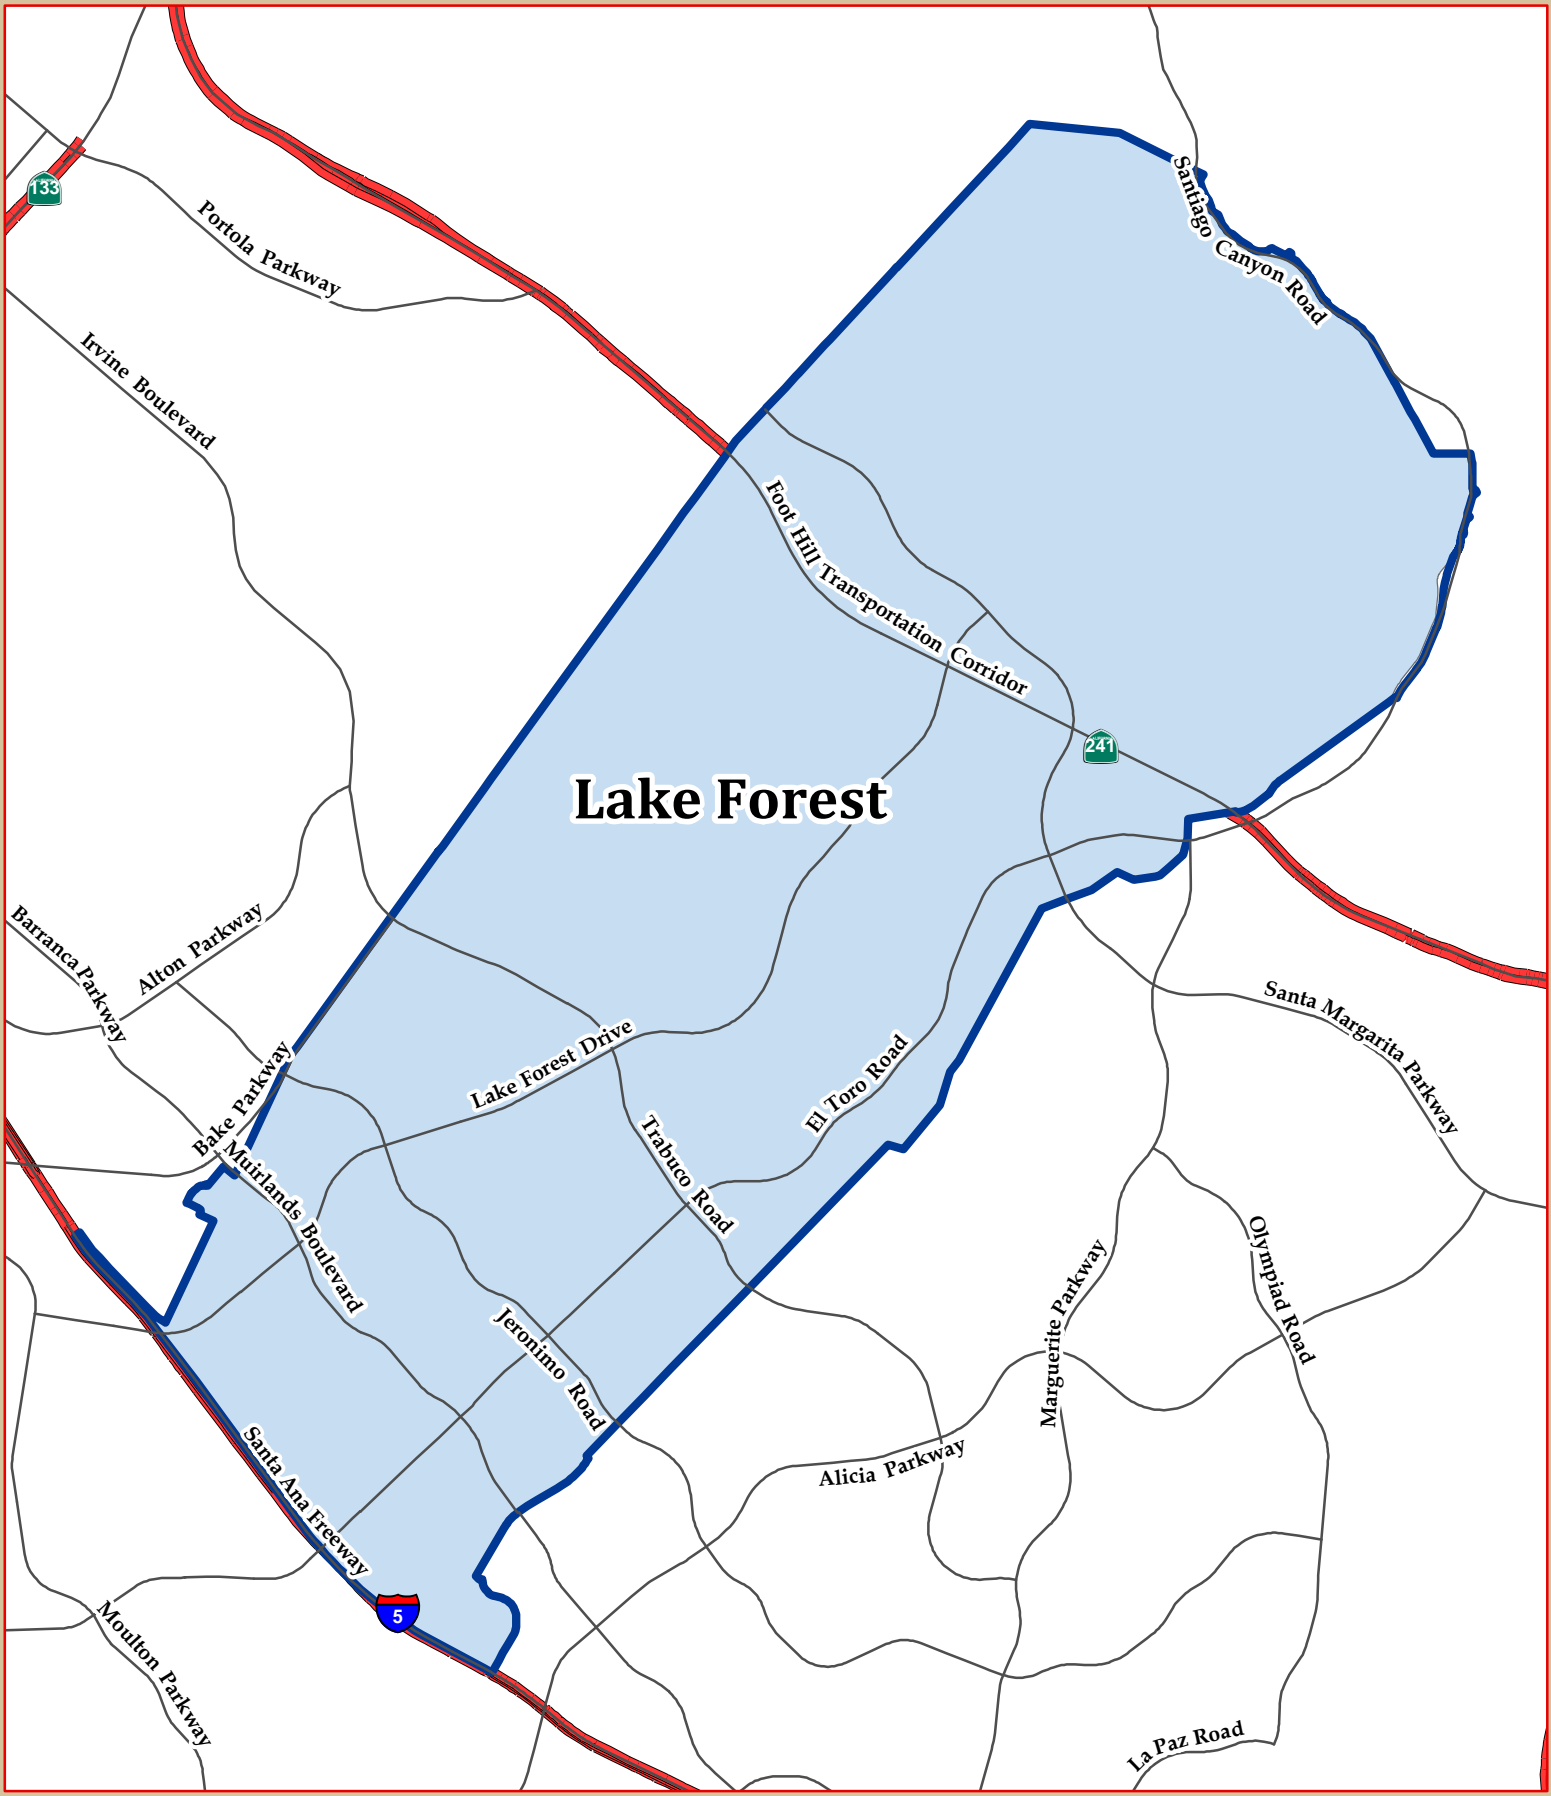 133
Portola Parkway
Irvine Boulevard
Santiago Canyon Road
Foot Hill Transportation Corridor
241
Lake Forest
Barranca Parkway
Alton Parkway
Bake Parkway
Lake Forest Drive
El Toro Road
Santa Margarita Parkway
Muirlands Boulevard
Trabuco Road
Jeronimo Road
Marguerite Parkway
Olympiad Road
Santa Ana Freeway
Alicia Parkway
5
Moulton Parkway
La Paz Road